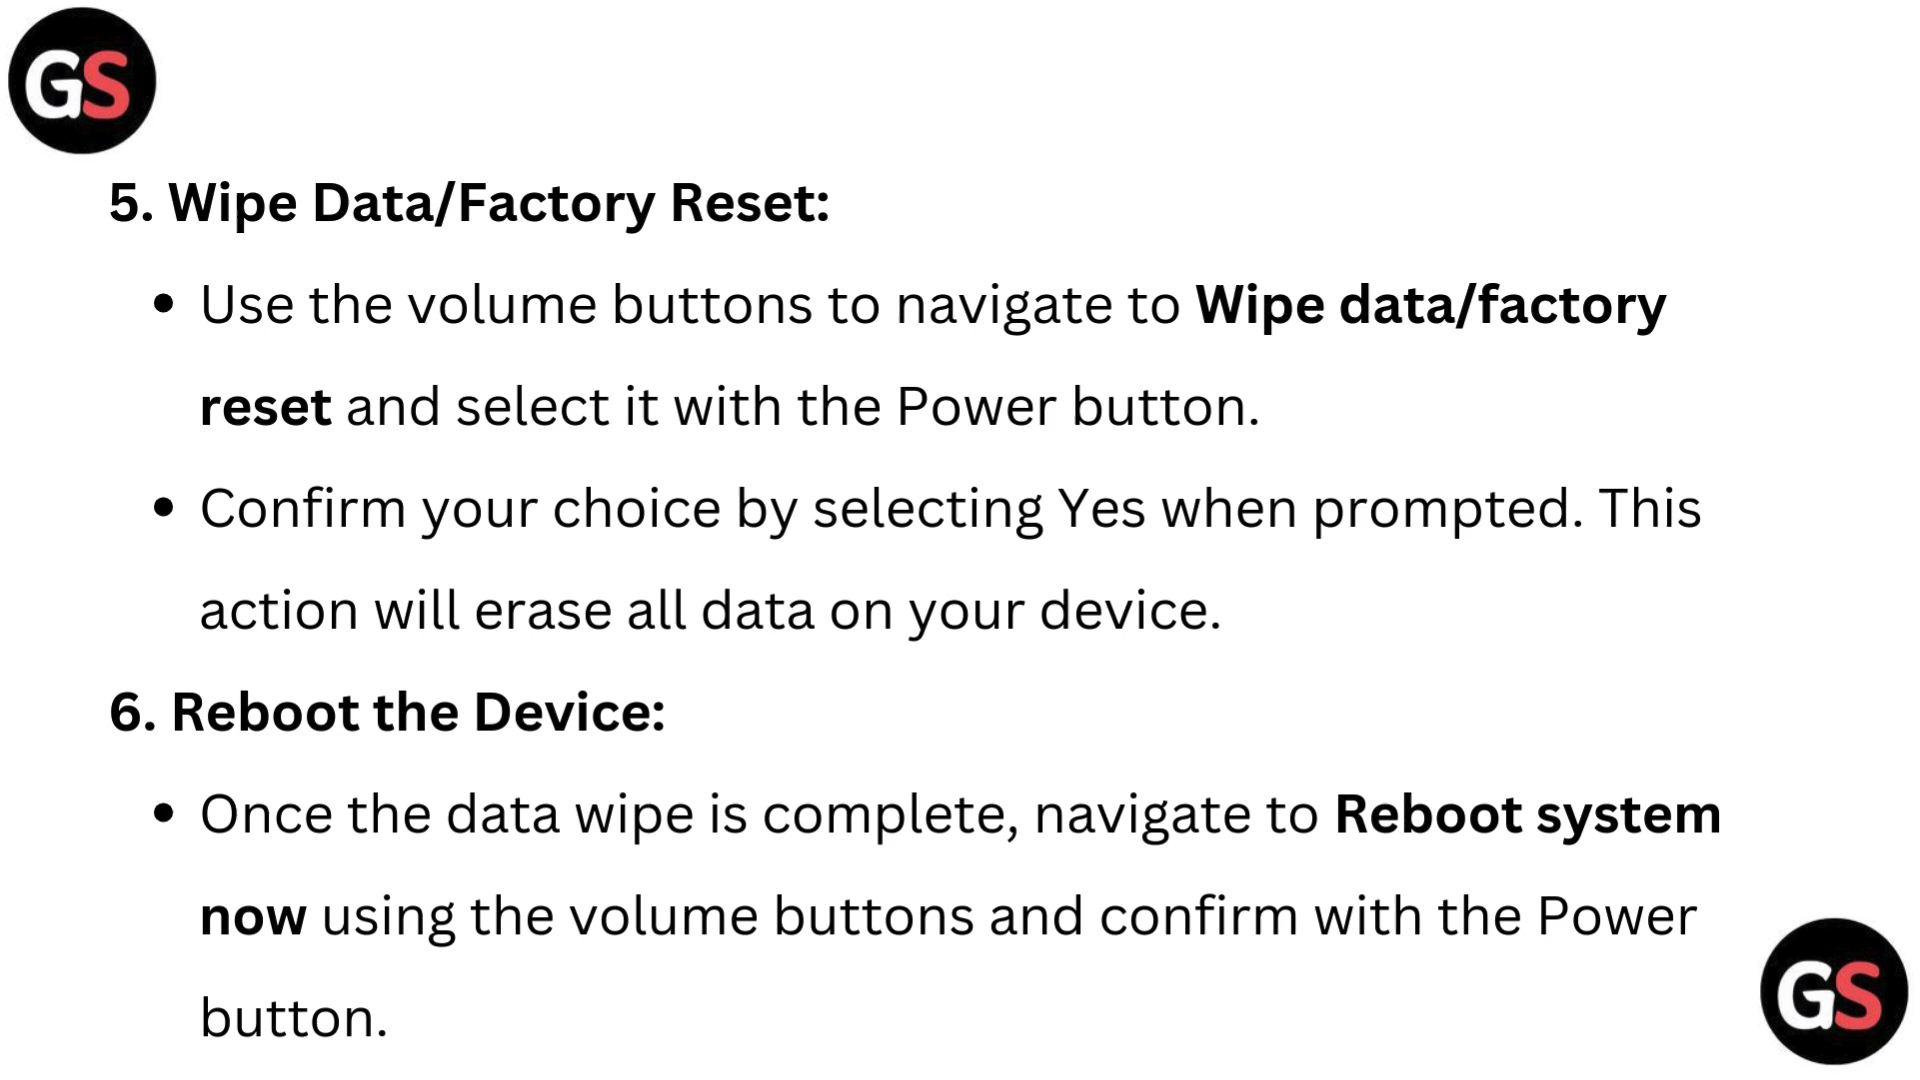 GS
5. Wipe Data/Factory Reset:
• Use the volume buttons to navigate to Wipe data/factory
reset and select it with the Power button.
• Confirm your choice by selecting Yes when prompted. This
action will erase all data on your device.
6. Reboot the Device:
• Once the data wipe is complete, navigate to Reboot system
now using the volume buttons and confirm with the Power
button.
GS